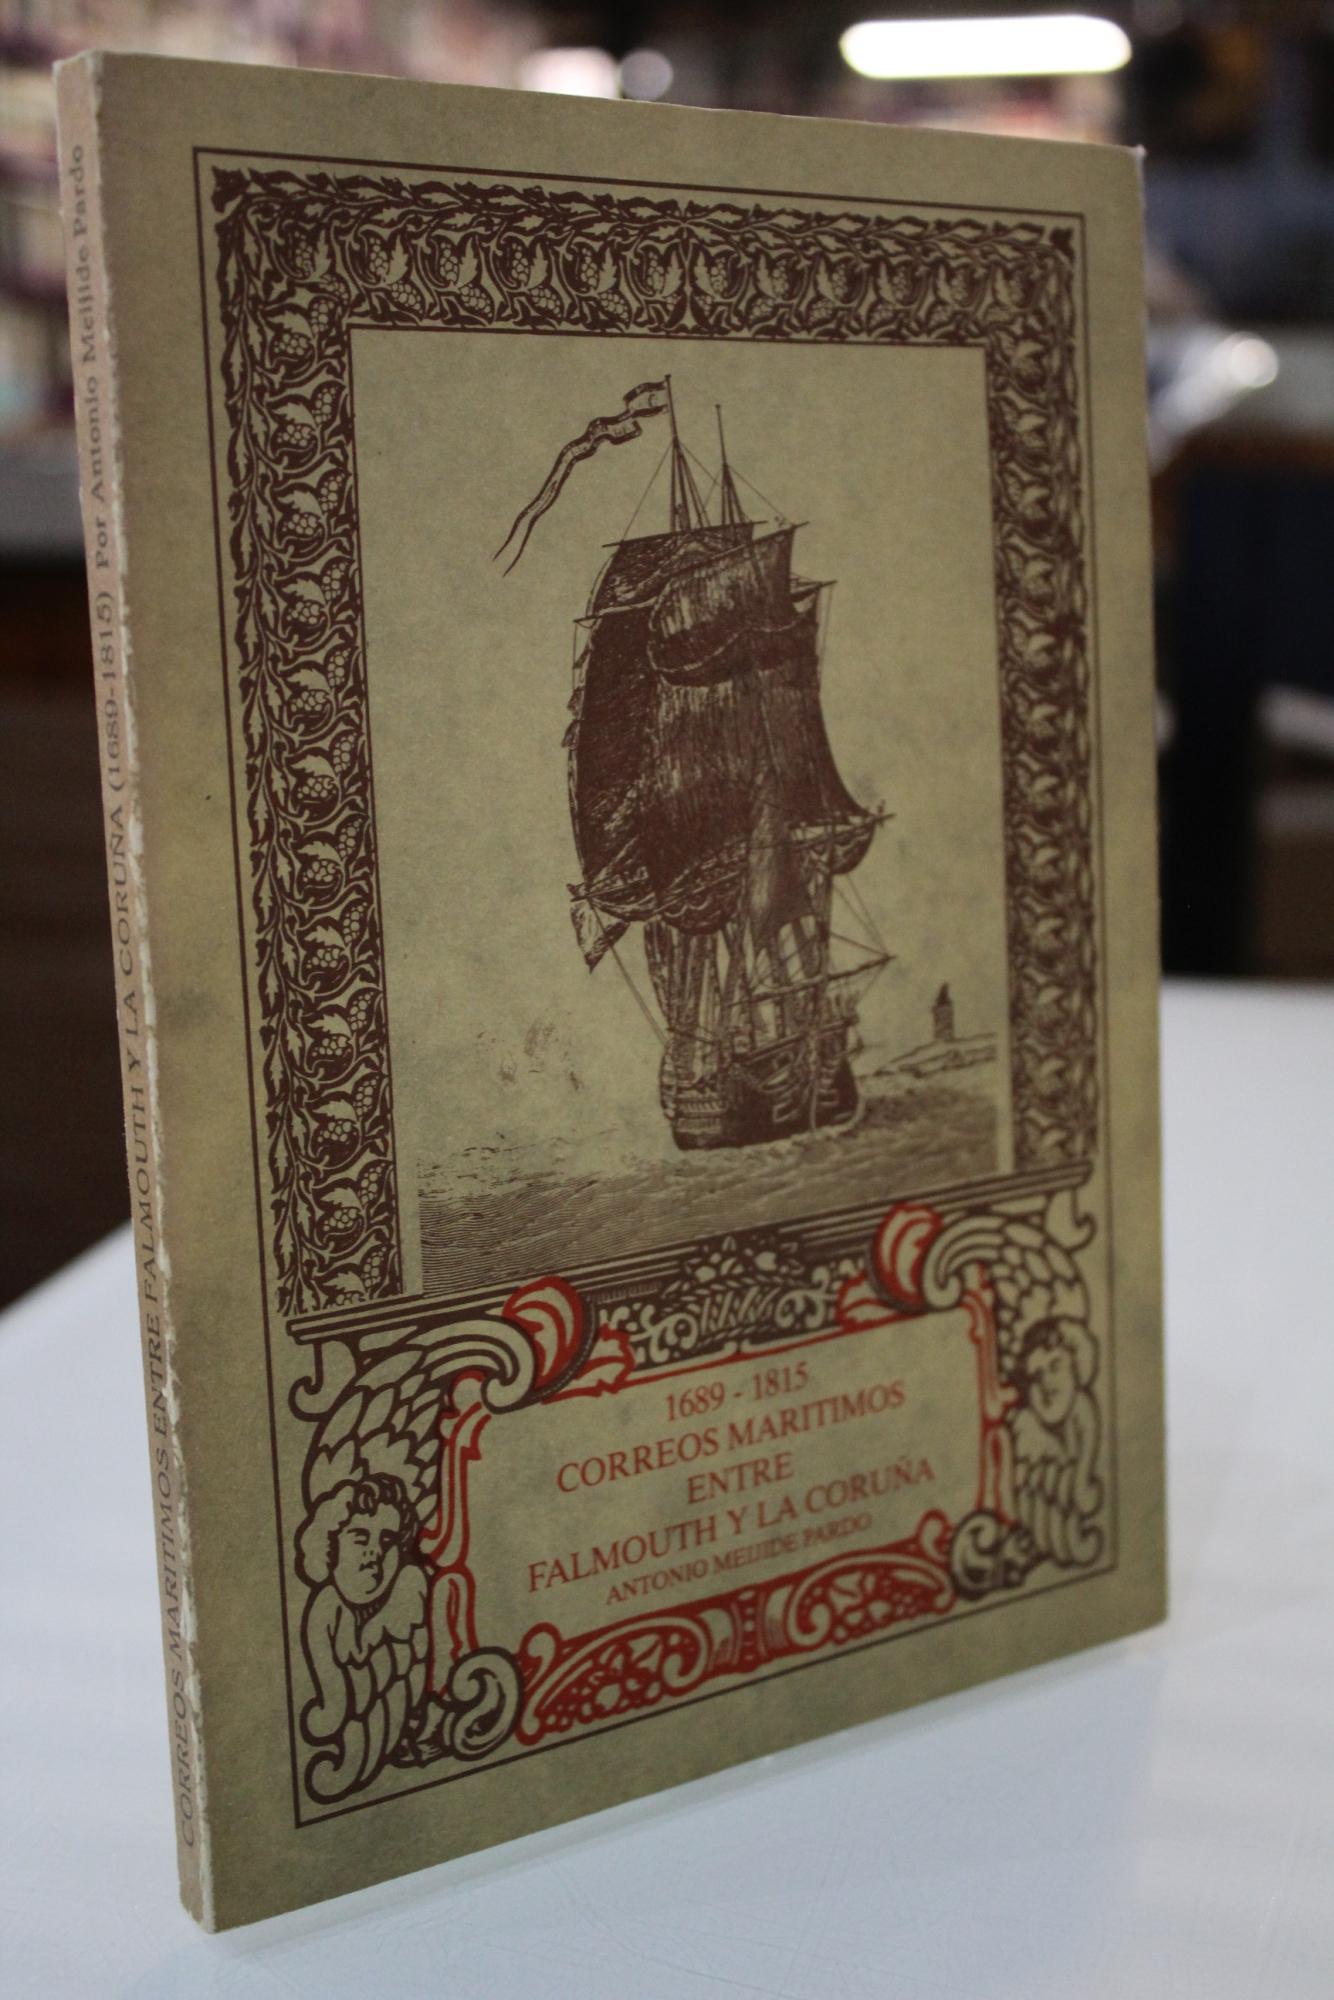 CORREOS MARITIMOS ENTRE FALMOUTH Y LA CORUÑA (1689-1815) Por Antonio Meijide Pardo
1689 - 1815
CORREOS MARITIMOS
ENTRE
FALMOUTH Y LA CORUÑA
ANTONIO MEIJIDE PARDO